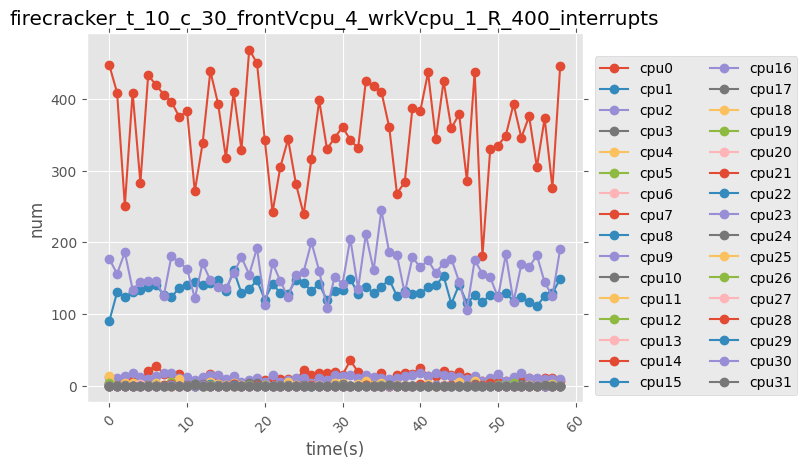 firecracker_t_10_c_30_frontVcpu_4_wrkVcpu_1_R_400_interrupts
num
400
300
200
100
0
0
10
20
30
40
50
60
time(s)
cpu0
cpu1
cpu2
cpu3
cpu4
cpu5
cpu6
cpu7
cpu8
cpu9
cpu10
cpu11
cpu12
cpu13
cpu14
cpu15
cpu16
cpu17
cpu18
cpu19
cpu20
cpu21
cpu22
cpu23
cpu24
cpu25
cpu26
cpu27
cpu28
cpu29
cpu30
cpu31